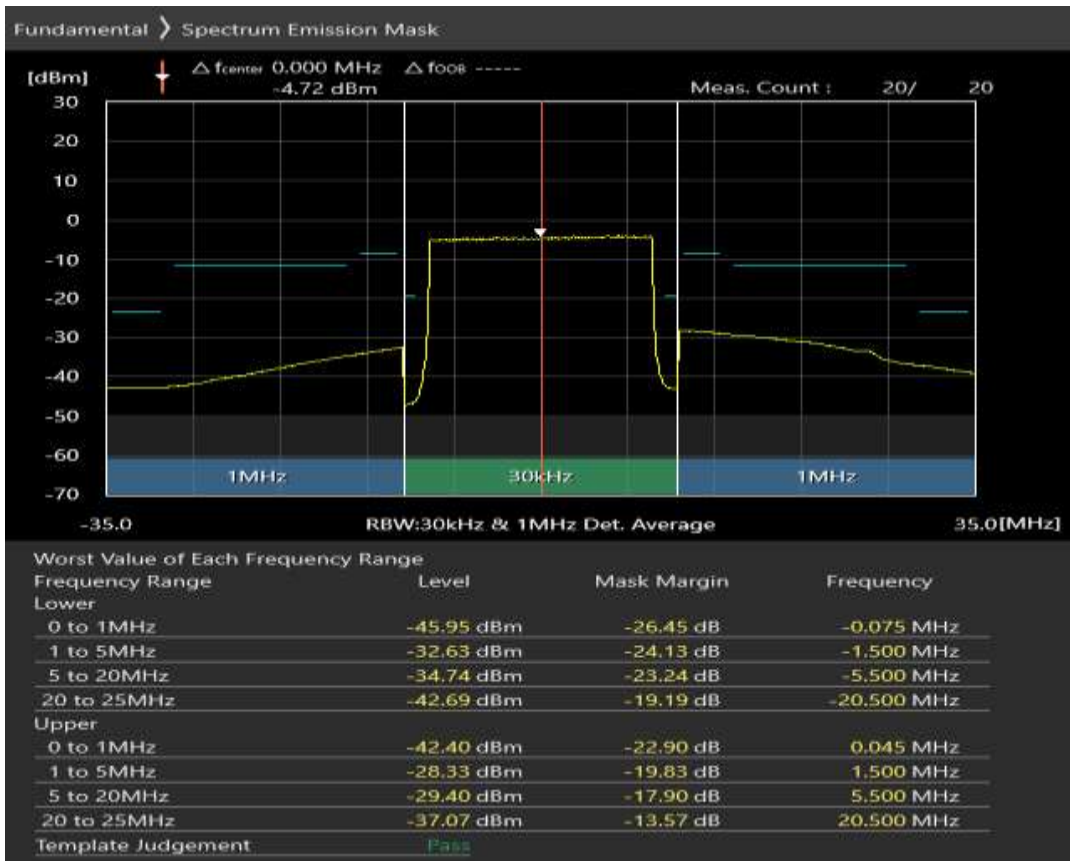 Fundamental ❯ Spectrum Emission Mask
[dBm] △ fcenter 0.000 MHz △ fOOB -----
-4.72 dBm Meas. Count : 20/ 20
30
20
10
0
-10
-20
-30
-40
-50
-60
1MHz 30kHz 1MHz
-70
-35.0 RBW:30kHz & 1MHz Det. Average 35.0[MHz]
Worst Value of Each Frequency Range
Frequency Range Level Mask Margin Frequency
Lower
0 to 1MHz -45.95 dBm -26.45 dB -0.075 MHz
1 to 5MHz -32.63 dBm -24.13 dB -1.500 MHz
5 to 20MHz -34.74 dBm -23.24 dB -5.500 MHz
20 to 25MHz -42.69 dBm -19.19 dB -20.500 MHz
Upper
0 to 1MHz -42.40 dBm -22.90 dB 0.045 MHz
1 to 5MHz -28.33 dBm -19.83 dB 1.500 MHz
5 to 20MHz -29.40 dBm -17.90 dB 5.500 MHz
20 to 25MHz -37.07 dBm -13.57 dB 20.500 MHz
Template Judgement Pass